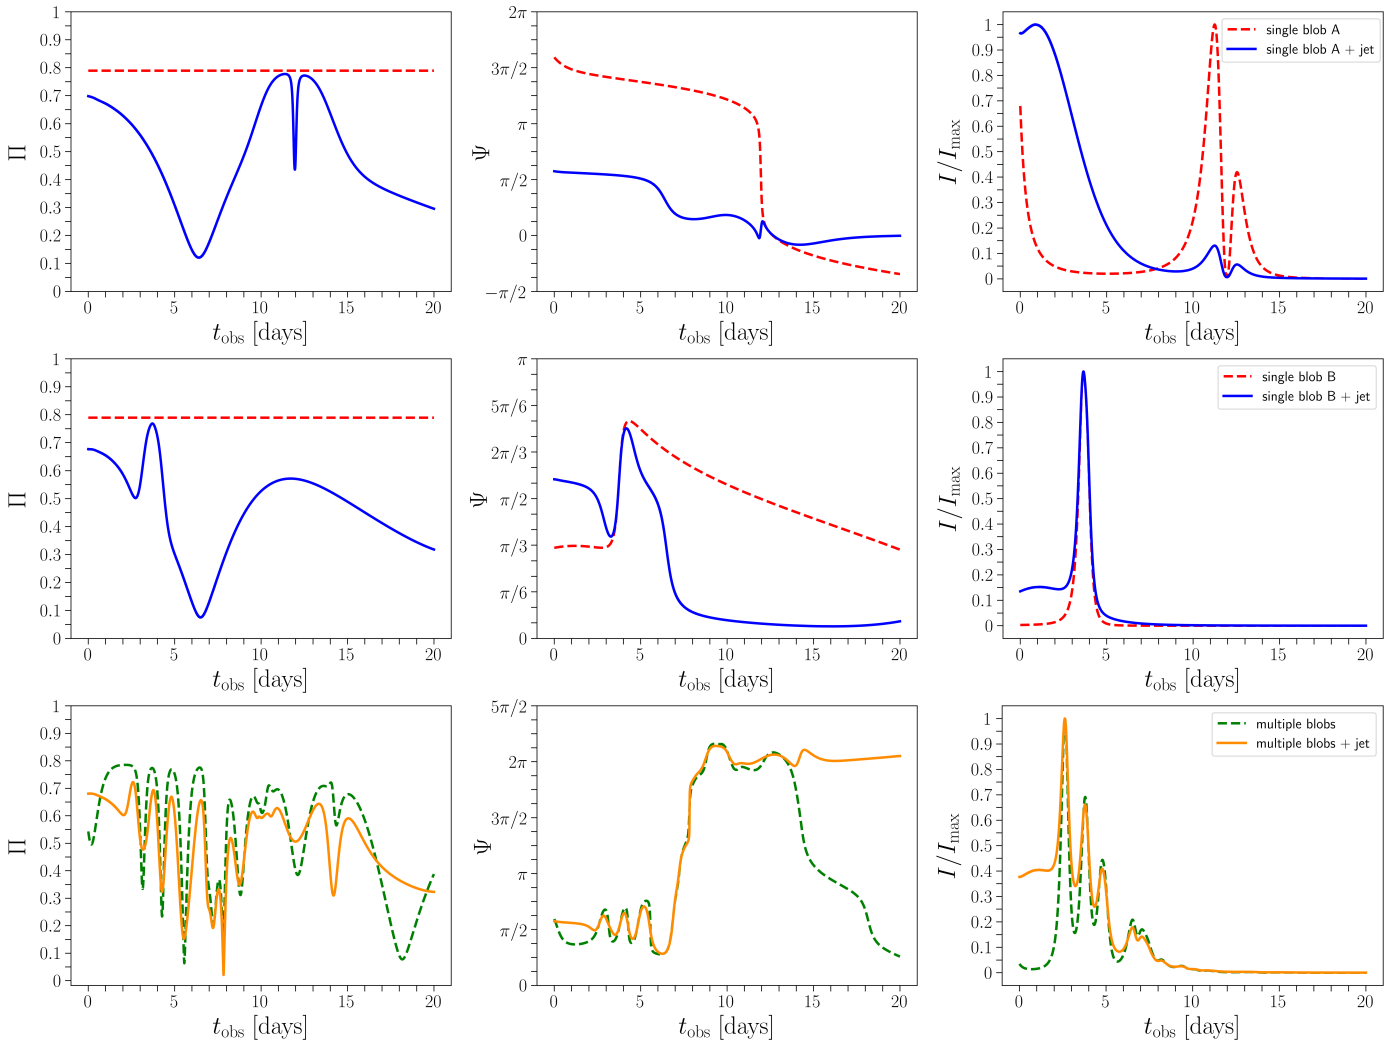 1
0.9
0.8
0.7
0.6
0.5
0.4
0.3
0.2
0.1
0
Π
0 5 10 15 20
t_obs [days]
2π
3π/2
π
π/2
0
−π/2
Ψ
0 5 10 15 20
t_obs [days]
1
0.9
0.8
0.7
0.6
0.5
0.4
0.3
0.2
0.1
0
I/I_max
single blob A
single blob A + jet
0 5 10 15 20
t_obs [days]
1
0.9
0.8
0.7
0.6
0.5
0.4
0.3
0.2
0.1
0
Π
0 5 10 15 20
t_obs [days]
π
5π/6
2π/3
π/2
π/3
π/6
0
Ψ
0 5 10 15 20
t_obs [days]
1
0.9
0.8
0.7
0.6
0.5
0.4
0.3
0.2
0.1
0
I/I_max
single blob B
single blob B + jet
0 5 10 15 20
t_obs [days]
1
0.9
0.8
0.7
0.6
0.5
0.4
0.3
0.2
0.1
0
Π
0 5 10 15 20
t_obs [days]
5π/2
2π
3π/2
π
π/2
0
Ψ
0 5 10 15 20
t_obs [days]
1
0.9
0.8
0.7
0.6
0.5
0.4
0.3
0.2
0.1
0
I/I_max
multiple blobs
multiple blobs + jet
0 5 10 15 20
t_obs [days]